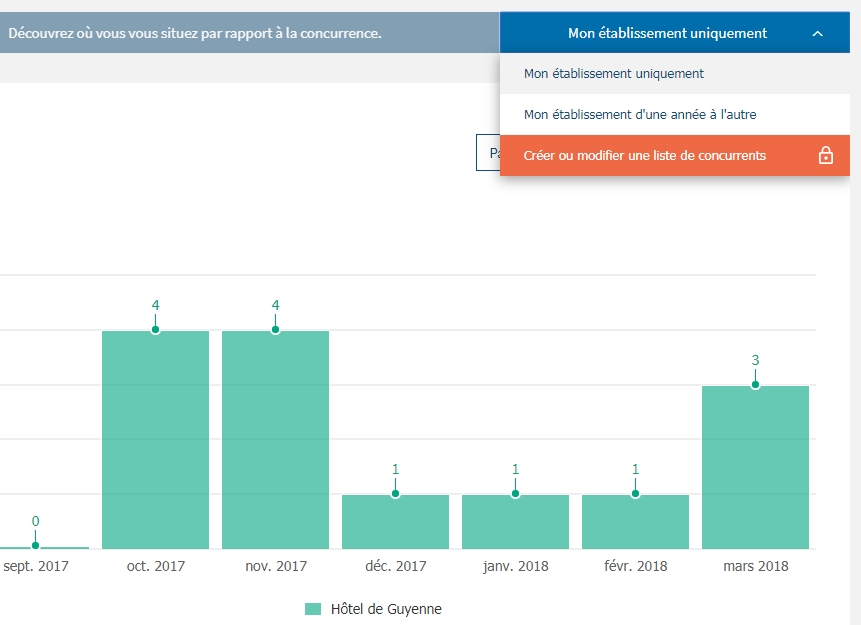 Découvrez où vous vous situez par rapport à la concurrence.
Mon établissement uniquement
Mon établissement uniquement
Mon établissement d'une année à l'autre
Créer ou modifier une liste de concurrents
4
4
3
1
1
1
0
sept. 2017
oct. 2017
nov. 2017
déc. 2017
janv. 2018
févr. 2018
mars 2018
Hôtel de Guyenne